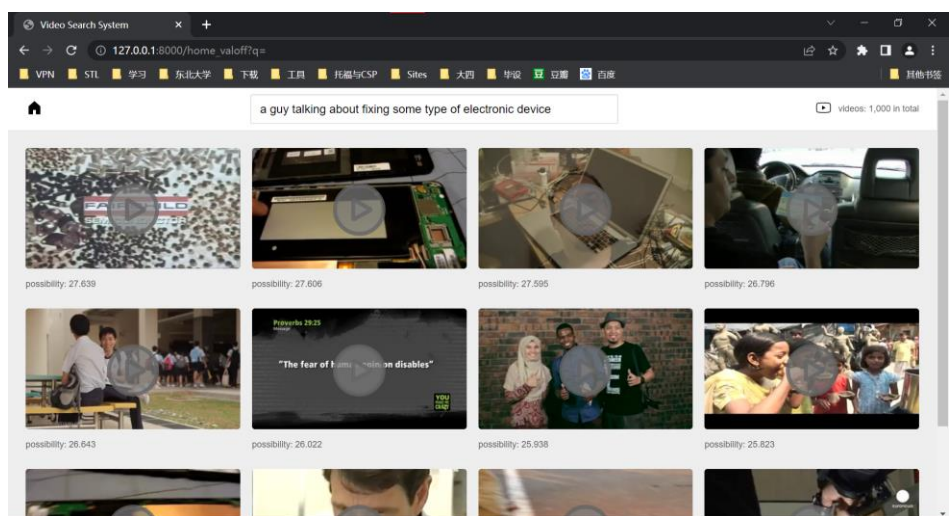 Video Search System
127.0.0.1:8000/home_valoff?q=
VPN STL 学习 东北大学 下载 工具 托福与CSP Sites 大四 毕设 豆瓣 百度 其他书签
a guy talking about fixing some type of electronic device
videos: 1,000 in total
possibility: 27.639
possibility: 27.606
possibility: 27.595
possibility: 26.796
Proverbs 29:25
"The fear of disables"
YOU
possibility: 26.643
possibility: 26.022
possibility: 25.938
possibility: 25.823